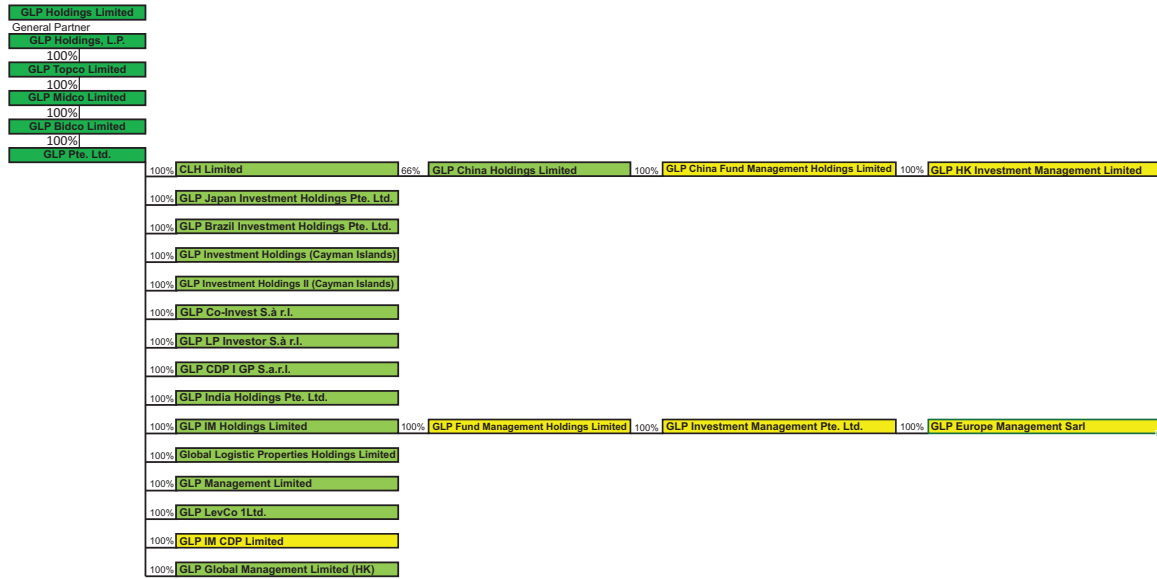 GLP Holdings Limited
General Partner
GLP Holdings, L.P.
100%
GLP Topco Limited
100%
GLP Midco Limited
100%
GLP Bidco Limited
100%
GLP Pte. Ltd.
100% CLH Limited 66% GLP China Holdings Limited 100% GLP China Fund Management Holdings Limited 100% GLP HK Investment Management Limited
100% GLP Japan Investment Holdings Pte. Ltd.
100% GLP Brazil Investment Holdings Pte. Ltd.
100% GLP Investment Holdings (Cayman Islands)
100% GLP Investment Holdings II (Cayman Islands)
100% GLP Co-Invest S.à r.l.
100% GLP LP Investor S.à r.l.
100% GLP CDP I GP S.a.r.l.
100% GLP India Holdings Pte. Ltd.
100% GLP IM Holdings Limited 100% GLP Fund Management Holdings Limited 100% GLP Investment Management Pte. Ltd. 100% GLP Europe Management Sarl
100% Global Logistic Properties Holdings Limited
100% GLP Management Limited
100% GLP LevCo 1Ltd.
100% GLP IM CDP Limited
100% GLP Global Management Limited (HK)